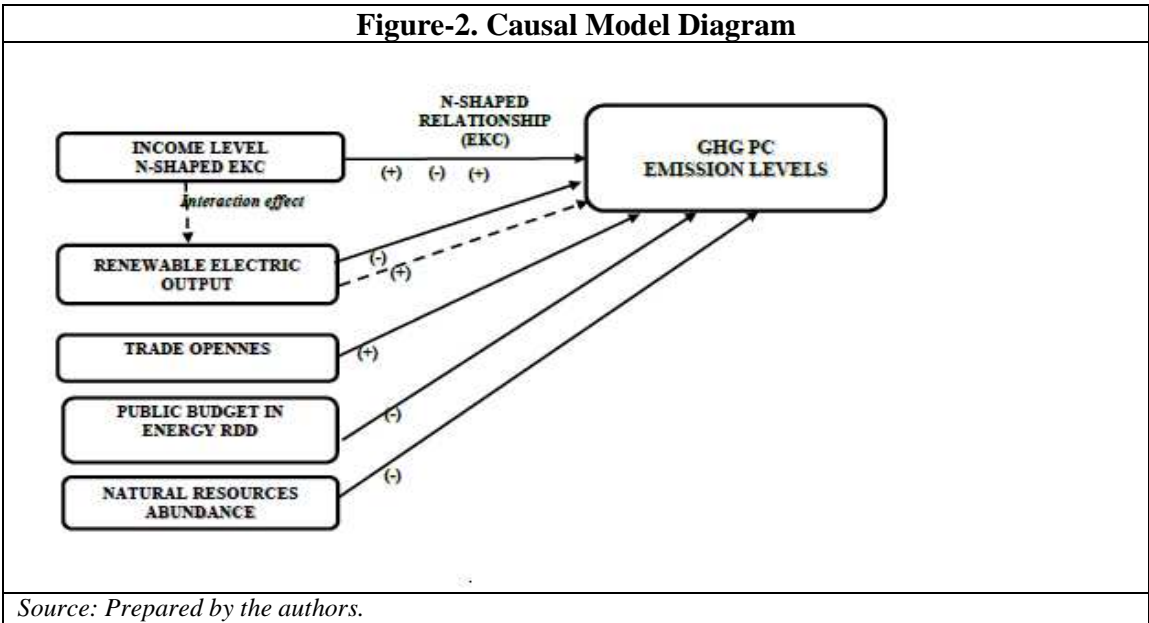 Figure-2. Causal Model Diagram
N-SHAPED
RELATIONSHIP
(EKC)
INCOME LEVEL
N-SHAPED EKC
(+) (-) (+)
GHG PC
EMISSION LEVELS
Interaction effect
RENEWABLE ELECTRIC
OUTPUT
(-)
(+)
TRADE OPENNES
(+)
PUBLIC BUDGET IN
ENERGY RDD
(-)
NATURAL RESOURCES
ABUNDANCE
(-)
.
Source: Prepared by the authors.